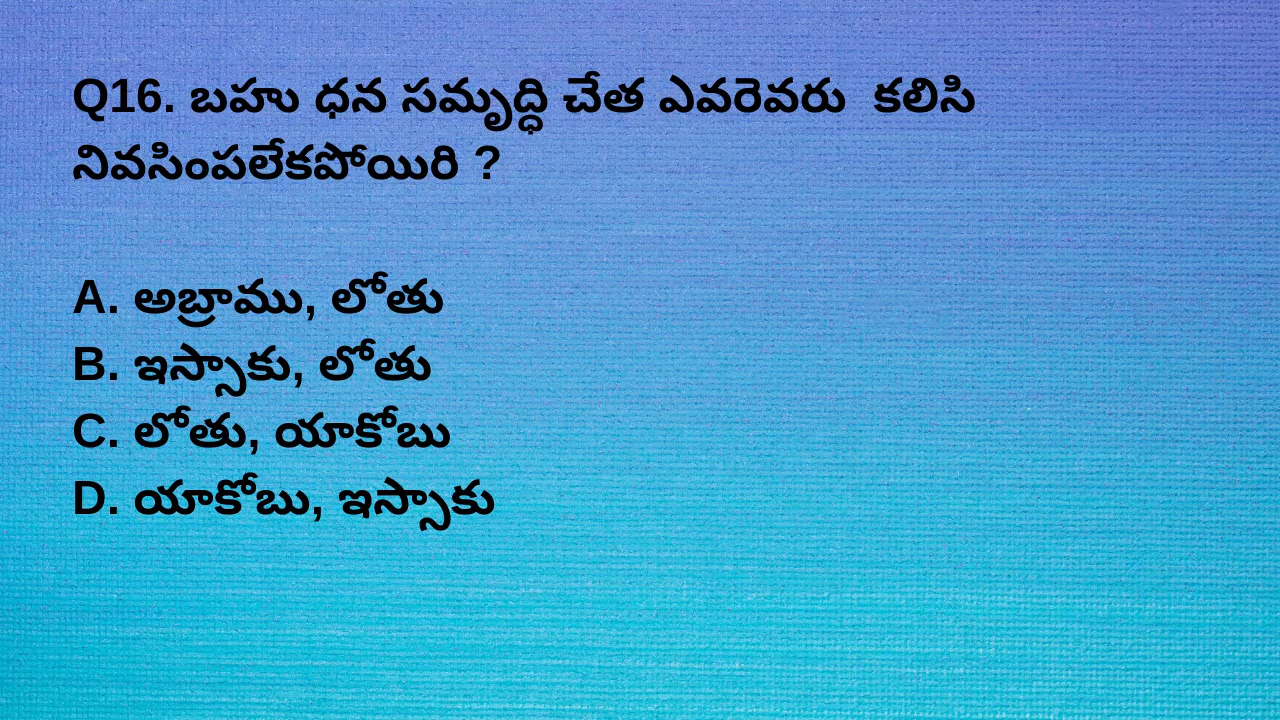 Q16. బహు ధన సమృద్ధి చేత ఎవరెవరు  కలిసి
నివసింపలేకపోయిరి ?
A. అబ్రాము, లోతు
B. ఇస్సాకు, లోతు
C. లోతు, యాకోబు
D. యాకోబు, ఇస్సాకు